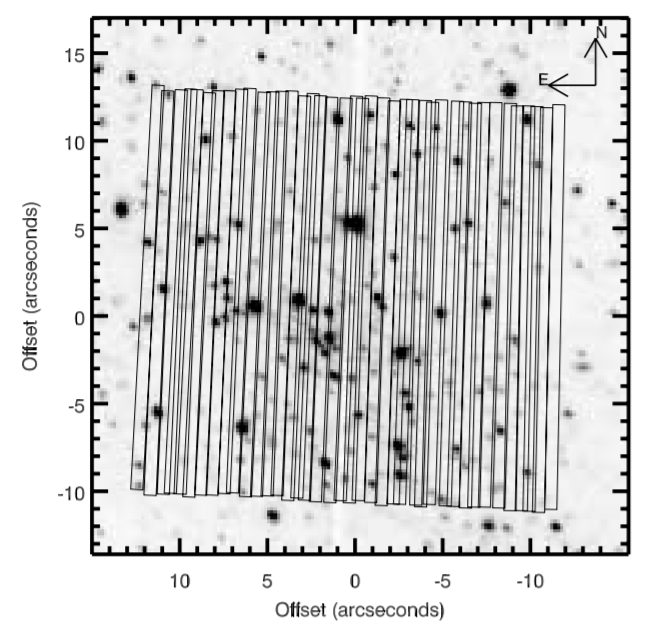 N
E
15
10
5
0
-5
-10
Offset (arcseconds)
10 5 0 -5 -10
Offset (arcseconds)